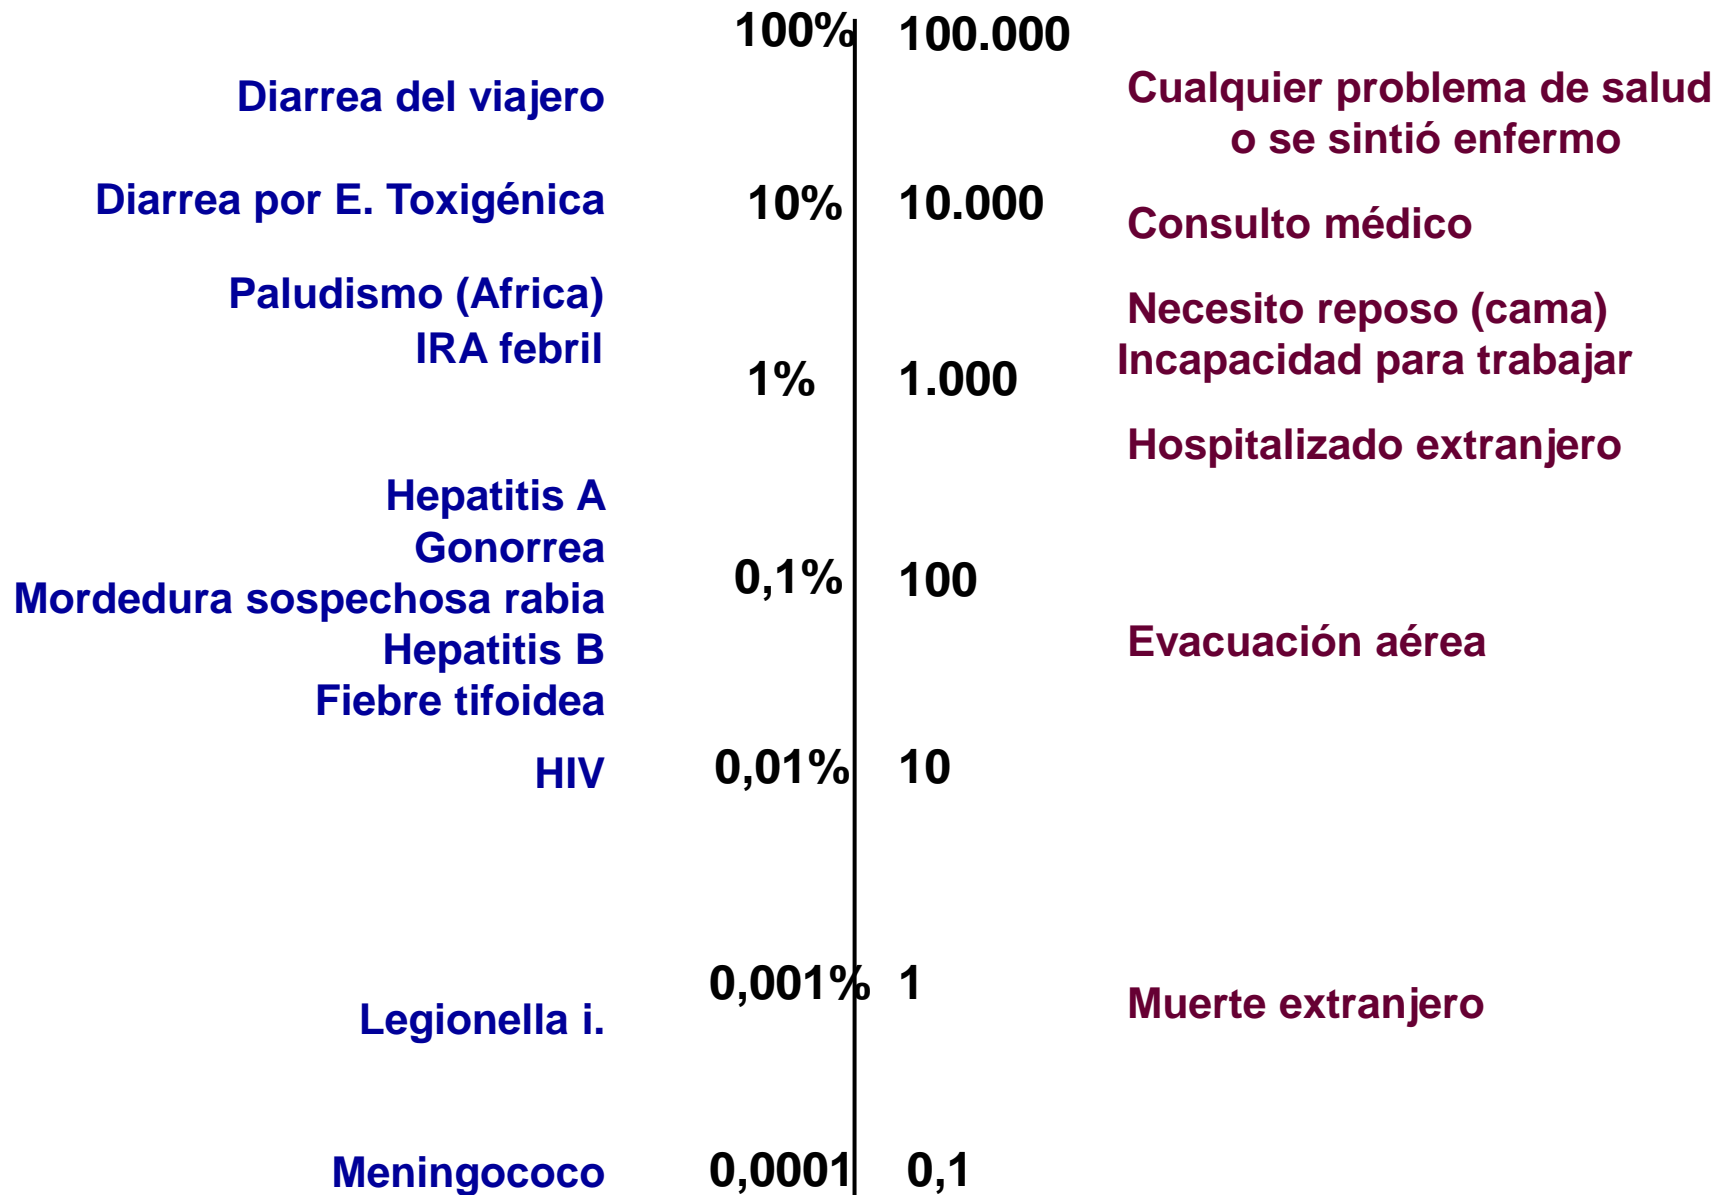 100% 100.000
Diarrea del viajero
Cualquier problema de salud
o se sintió enfermo
Diarrea por E. Toxigénica
10% 10.000
Consulto médico
Paludismo (Africa)
IRA febril
Necesito reposo (cama)
Incapacidad para trabajar
1% 1.000
Hospitalizado extranjero
Hepatitis A
Gonorrea
Mordedura sospechosa rabia
Hepatitis B
Fiebre tifoidea
0,1% 100
Evacuación aérea
HIV
0,01% 10
0,001% 1
Legionella i.
Muerte extranjero
Meningococo
0,0001 0,1